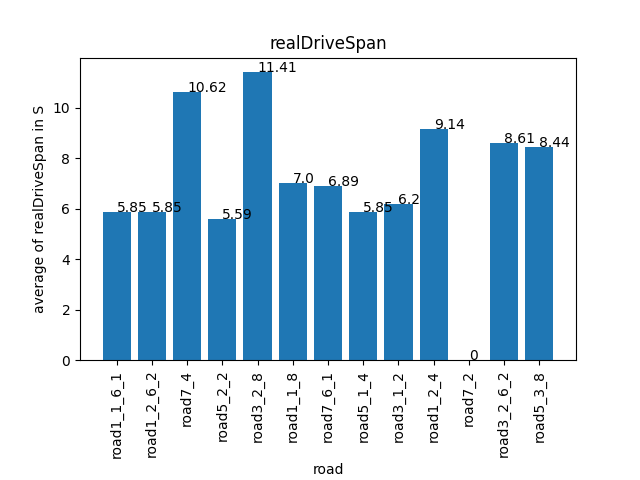 realDriveSpan
average of realDriveSpan in S
10
8
6
4
2
0
5.85
5.85
10.62
5.59
11.41
7.0
6.89
5.85
6.2
9.14
0
8.61
8.44
road1_1_6_1
road1_2_6_2
road7_4
road5_2_2
road3_2_8
road1_1_8
road7_6_1
road5_1_4
road3_1_2
road1_2_4
road7_2
road3_2_6_2
road5_3_8
road